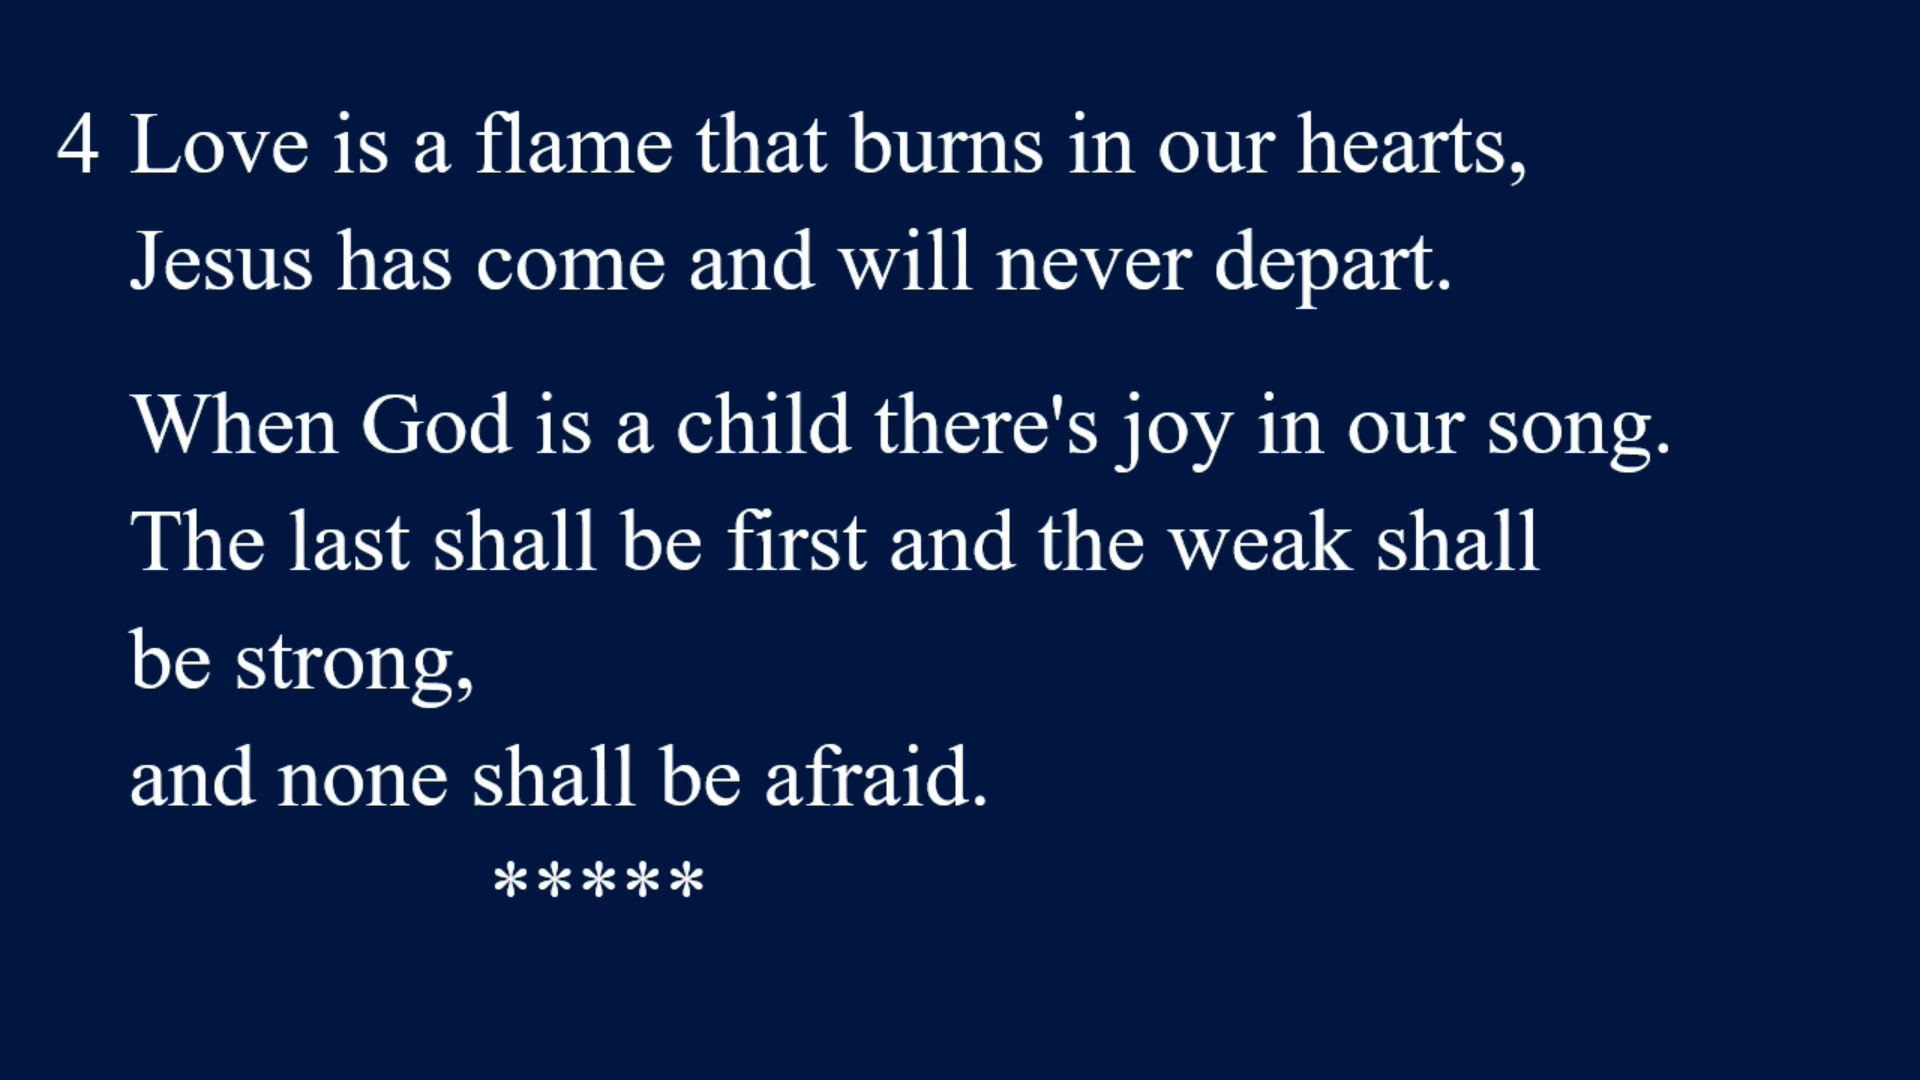 4 Love is a flame that burns in our hearts,
Jesus has come and will never depart.
When God is a child there's joy in our song.
The last shall be first and the weak shall
be strong,
and none shall be afraid.
*****